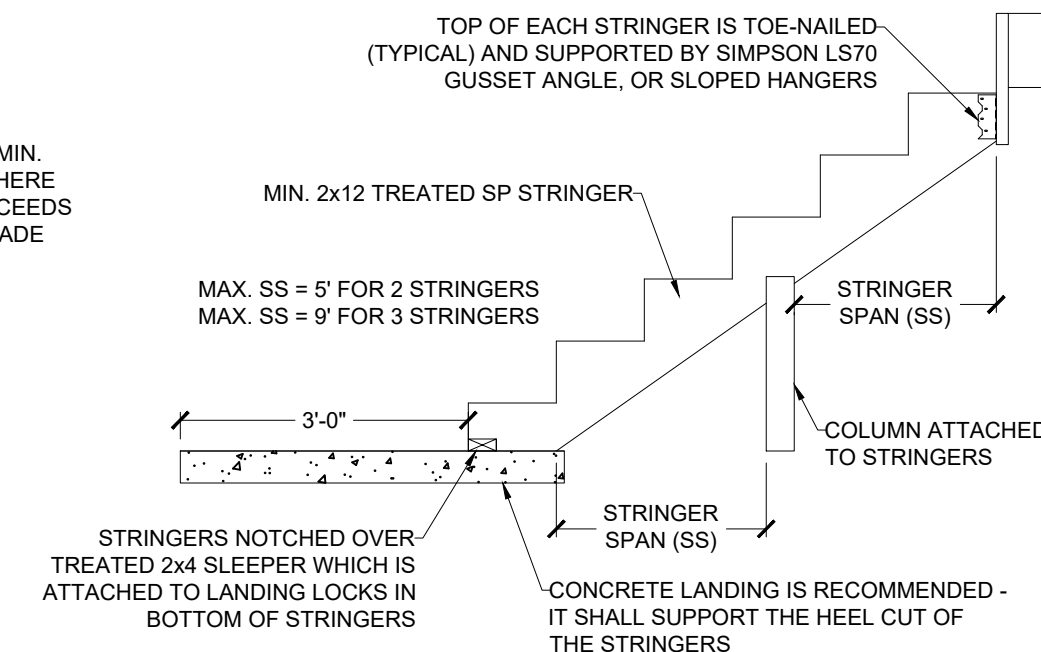 TOP OF EACH STRINGER IS TOE-NAILED
(TYPICAL) AND SUPPORTED BY SIMPSON LS70
GUSSET ANGLE, OR SLOPED HANGERS
MIN.
HERE
CEEDS
ADE
MIN. 2x12 TREATED SP STRINGER
MAX. SS = 5' FOR 2 STRINGERS
MAX. SS = 9' FOR 3 STRINGERS
STRINGER
SPAN (SS)
3'-0"
COLUMN ATTACHED
TO STRINGERS
STRINGER
SPAN (SS)
STRINGERS NOTCHED OVER
TREATED 2x4 SLEEPER WHICH IS
ATTACHED TO LANDING LOCKS IN
BOTTOM OF STRINGERS
CONCRETE LANDING IS RECOMMENDED -
IT SHALL SUPPORT THE HEEL CUT OF
THE STRINGERS